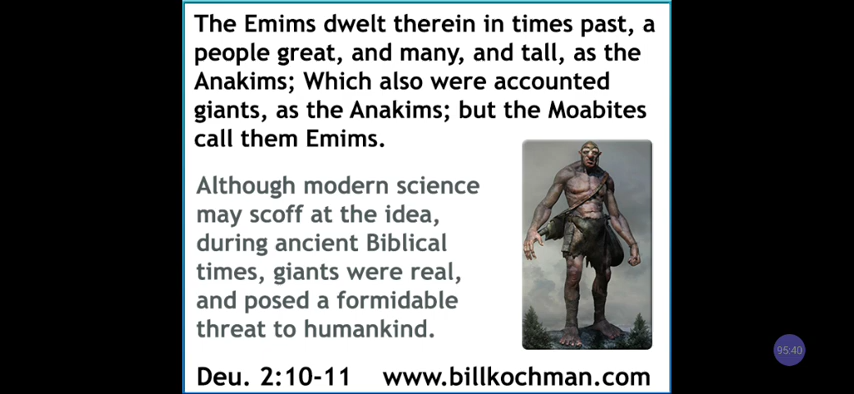 The Emims dwelt therein in times past, a
people great, and many, and tall, as the
Anakims; Which also were accounted
giants, as the Anakims; but the Moabites
call them Emims.
Although modern science
may scoff at the idea,
during ancient Biblical
times, giants were real,
and posed a formidable
threat to humankind.
Deu. 2:10-11 www.billkochman.com
95:40